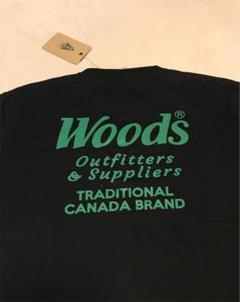 Woods®
Outfitters
& Suppliers
TRADITIONAL
CANADA BRAND